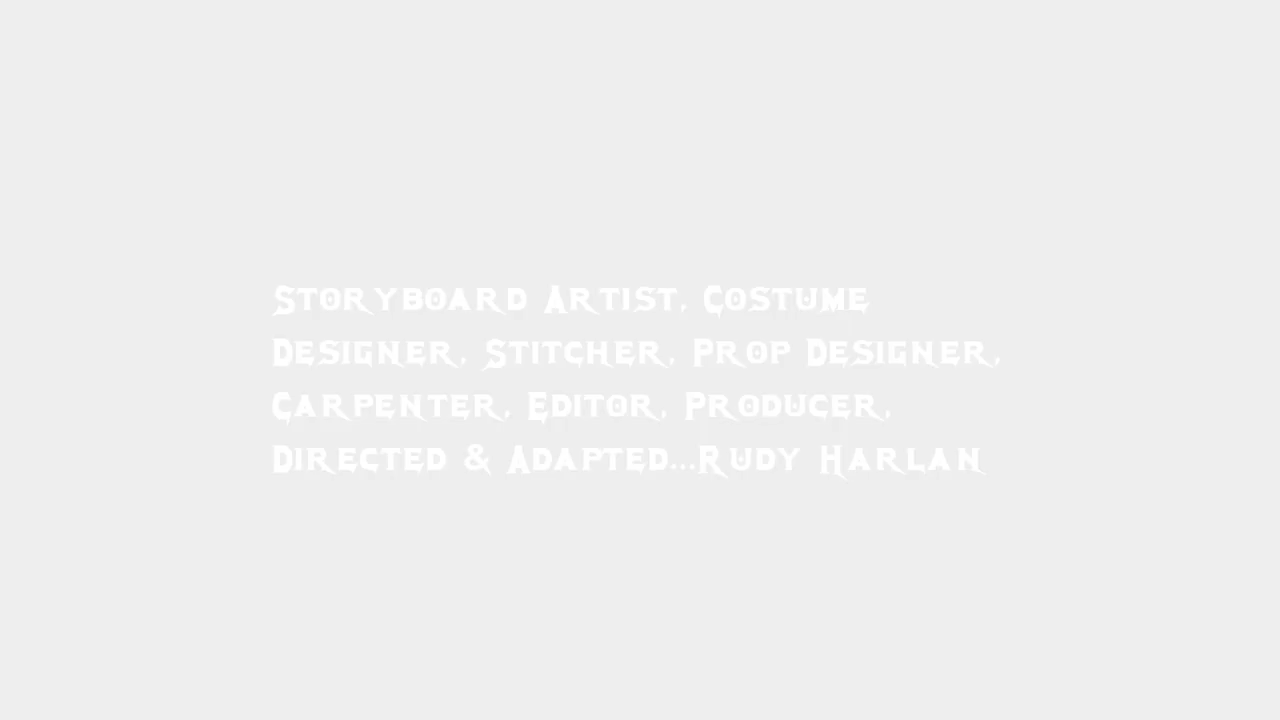 Storyboard Artist, Costume
Designer, Stitcher, Prop Designer,
Carpenter, Editor, Producer,
Directed & Adapted...Rudy Harlan